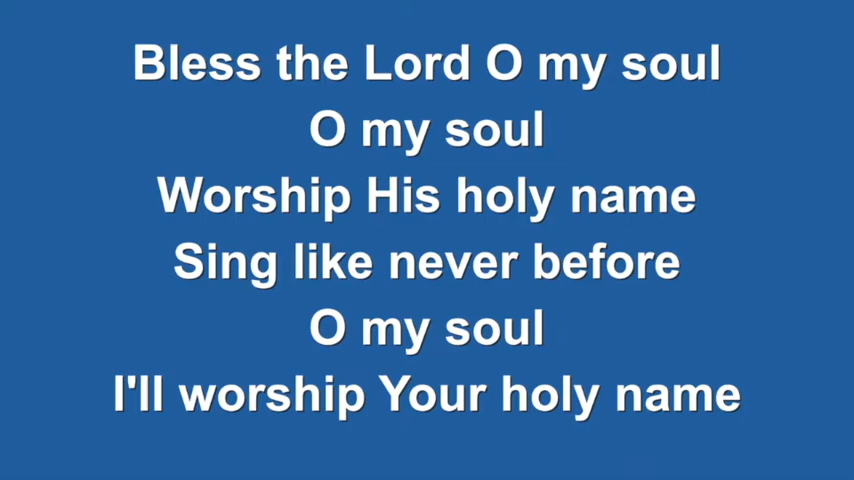 Bless the Lord O my soul
O my soul
Worship His holy name
Sing like never before
O my soul
I'll worship Your holy name